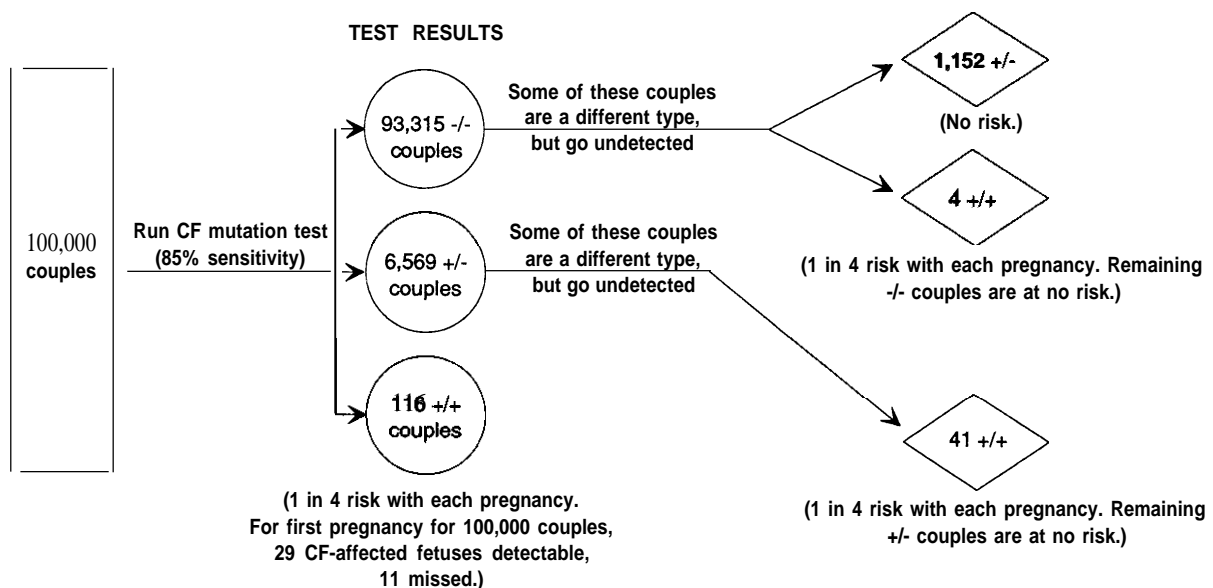 TEST RESULTS
100,000
couples
Run CF mutation test
(85% sensitivity)
93,315 -/-
couples
Some of these couples
are a different type,
but go undetected
1,152 +/-
(No risk.)
4 +/+
(1 in 4 risk with each pregnancy. Remaining
-/- couples are at no risk.)
6,569 +/-
couples
Some of these couples
are a different type,
but go undetected
41 +/+
(1 in 4 risk with each pregnancy. Remaining
+/- couples are at no risk.)
116 +/+
couples
(1 in 4 risk with each pregnancy.
For first pregnancy for 100,000 couples,
29 CF-affected fetuses detectable,
11 missed.)